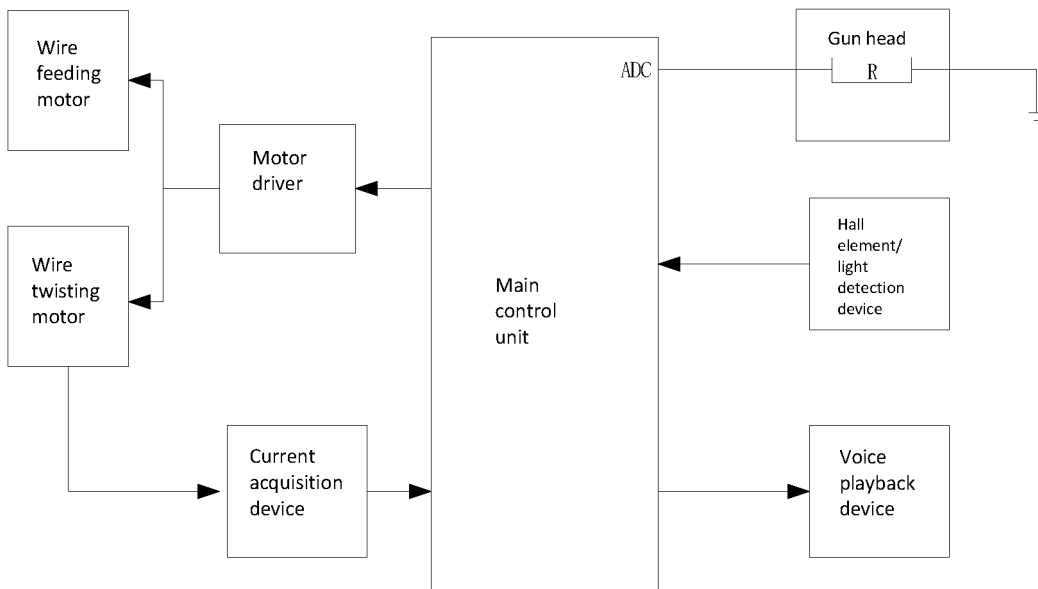 Wire
feeding
motor
Motor
driver
Wire
twisting
motor
Current
acquisition
device
Main
control
unit
ADC
Gun head
R
Hall
element/
light
detection
device
Voice
playback
device